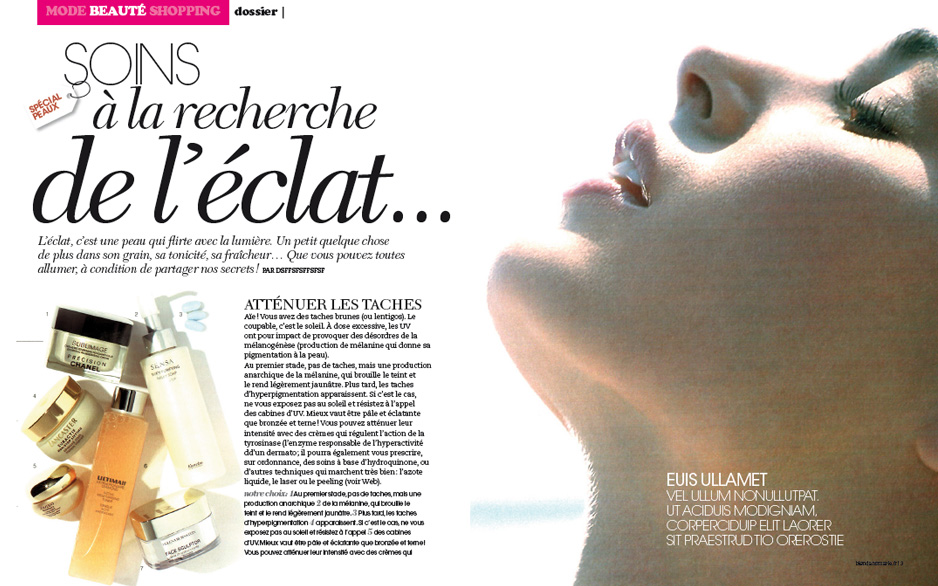 MODE BEAUTÉ SHOPPING dossier |
SOINS
SPÉCIAL
PEAUX
à la recherche
de l'éclat...
L'éclat, c'est une peau qui flirte avec la lumière. Un petit quelque chose
de plus dans son grain, sa tonicité, sa fraîcheur... Que vous pouvez toutes
allumer, à condition de partager nos secrets! PAR DSFFSFSFFSFSF
1
2
3
4
5
6
7
SUBLIMAGE
PRÉCISION
CHANEL
SENSAI
LANCASTER
ULTIMAE
FACE SCULPTOR
ATTÉNUER LES TACHES
Aïe! Vous avez des taches brunes (ou lentigos). Le
coupable, c'est le soleil. À dose excessive, les UV
ont pour impact de provoquer des désordres de la
mélanogénèse (production de mélanine qui donne sa
pigmentation à la peau).
Au premier stade, pas de taches, mais une production
anarchique de la mélanine, qui brouille le teint et
le rend légèrement jaunâtre. Plus tard, les taches
d'hyperpigmentation apparaissent. Si c'est le cas,
ne vous exposez pas au soleil et résistez à l'appel
des cabines d'UV. Mieux vaut être pâle et éclatante
que bronzée et terne! Vous pouvez atténuer leur
intensité avec des crèmes qui régulent l'action de la
tyrosinase (l'enzyme responsable de l'hyperactivité
dd'un dermato; il pourra également vous prescrire,
sur ordonnance, des soins à base d'hydroquinone, ou
d'autres techniques qui marchent très bien: l'azote
liquide, le laser ou le peeling (voir Web).
notre choix: 1 Au premier stade, pas de taches, mais une
production anarchique 2 de la mélanine, qui brouille le
teint et le rend légèrement jaunâtre. 3 Plus tard, les taches
d'hyperpigmentation 4 apparaissent. Si c'est le cas, ne vous
exposez pas au soleil et résistez à l'appel 5 des cabines
d'UV. Mieux vaut être pâle et éclatante que bronzée et terne!
Vous pouvez atténuer leur intensité avec des crèmes qui
EUIS ULLAMET
VEL ULLUM NONULLUTPAT.
UT ACIDUIS MODIGNIAM,
CORPERCIDUIP ELIT LAORER
SIT PRAESTRUD TIO OREROSTIE